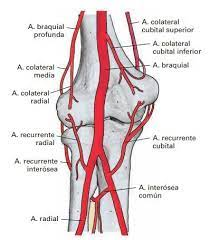 A. braquial
profunda
A. colateral
media
A. colateral
radial
A. recurrente
radial
A. recurrente
interósea
A. radial
A. colateral
cubital superior
A. colateral
cubital inferior
A. braquial
A. recurrente
cubital
A. interósea
común